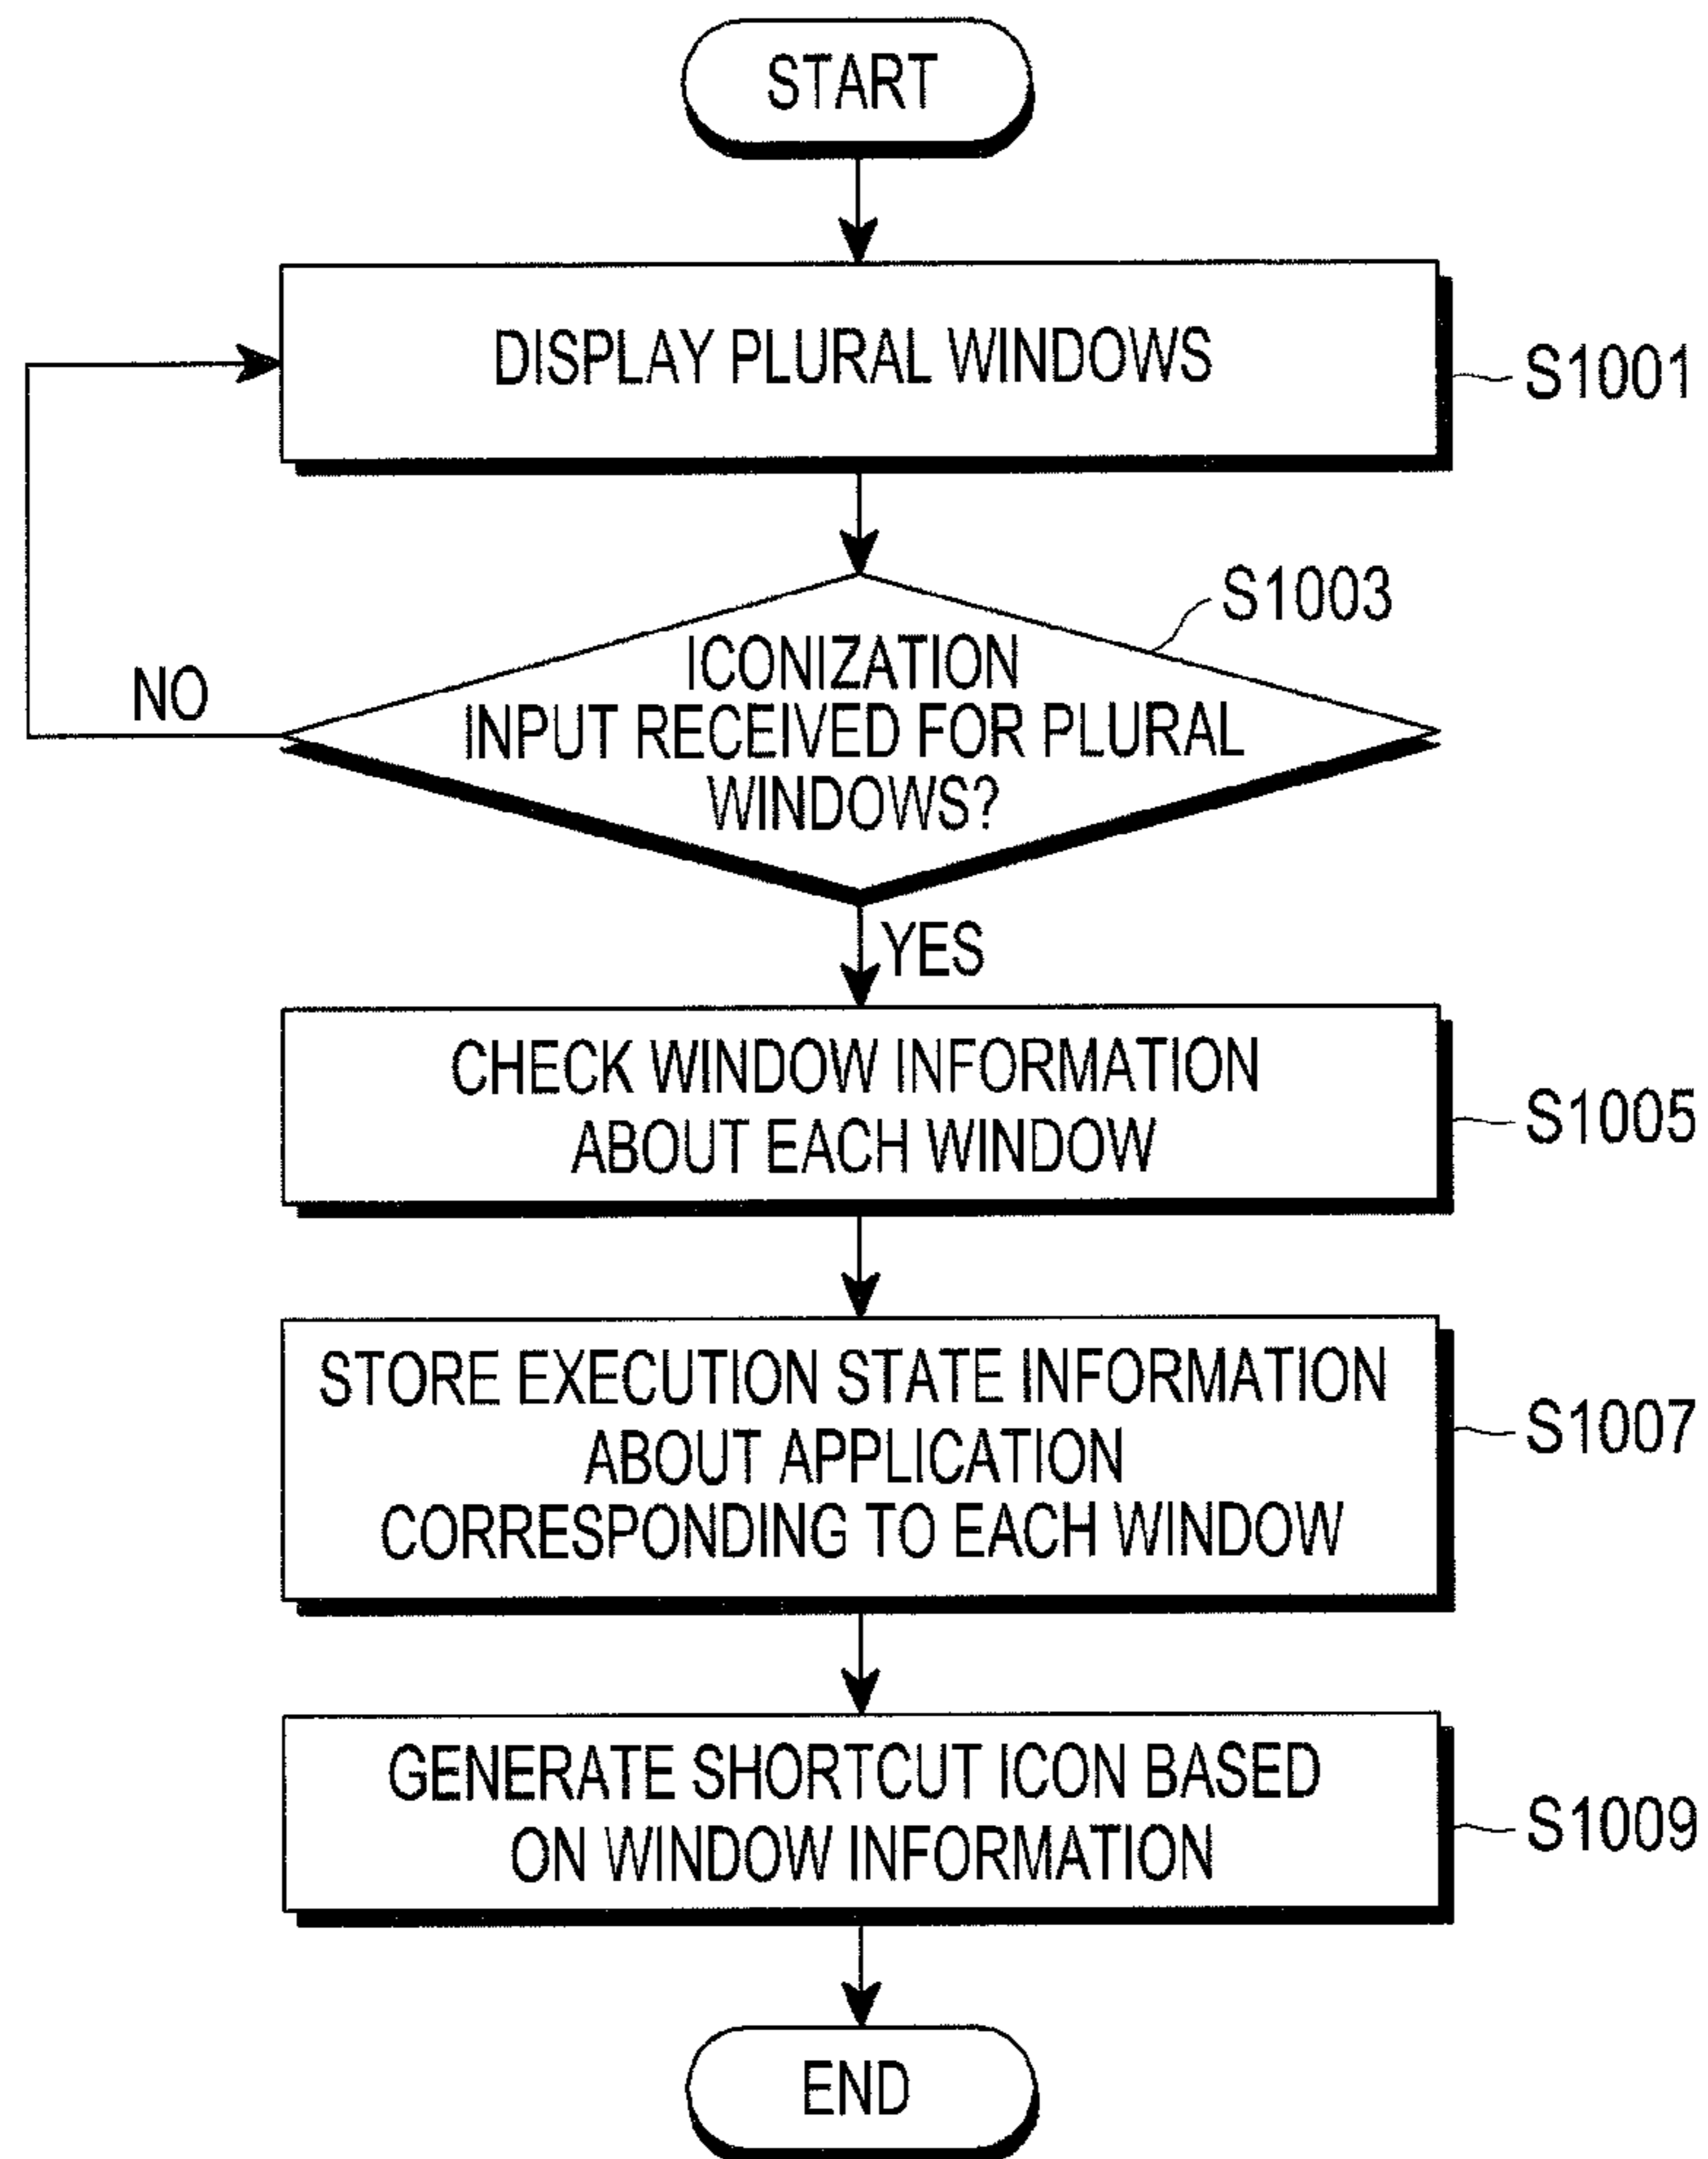 START
DISPLAY PLURAL WINDOWS
S1001
S1003
ICONIZATION
INPUT RECEIVED FOR PLURAL
WINDOWS?
NO
YES
CHECK WINDOW INFORMATION
ABOUT EACH WINDOW
S1005
STORE EXECUTION STATE INFORMATION
ABOUT APPLICATION
CORRESPONDING TO EACH WINDOW
S1007
GENERATE SHORTCUT ICON BASED
ON WINDOW INFORMATION
S1009
END